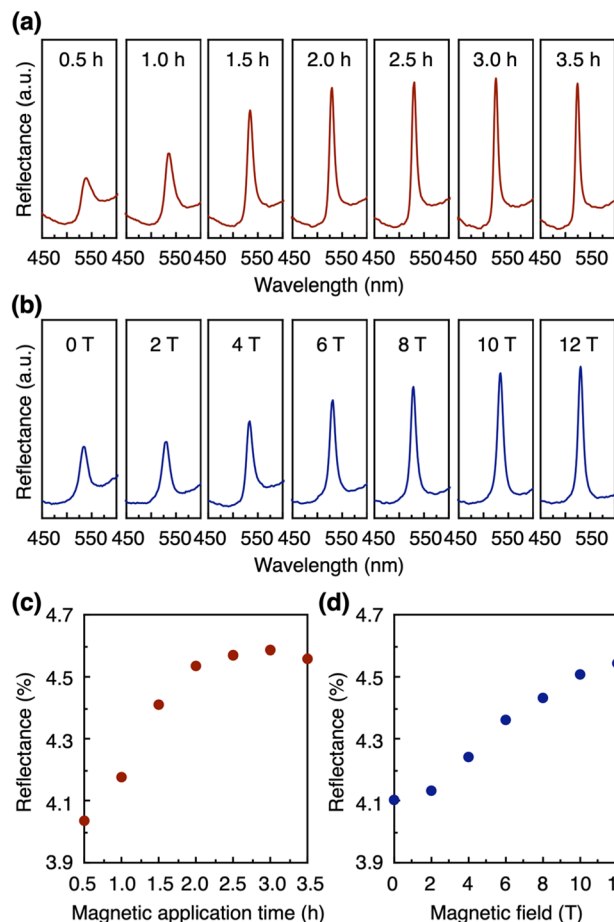 (a)
0.5 h 1.0 h 1.5 h 2.0 h 2.5 h 3.0 h 3.5 h
Reflectance (a.u.)
450 550 450 550 450 550 450 550 450 550 450 550 450 550
Wavelength (nm)
(b)
0 T 2 T 4 T 6 T 8 T 10 T 12 T
Reflectance (a.u.)
450 550 450 550 450 550 450 550 450 550 450 550 450 550
Wavelength (nm)
(c)
4.7
4.5
4.3
4.1
3.9
Reflectance (%)
0.5 1.0 1.5 2.0 2.5 3.0 3.5
Magnetic application time (h)
(d)
4.7
4.5
4.3
4.1
3.9
Reflectance (%)
0 2 4 6 8 10
Magnetic field (T)